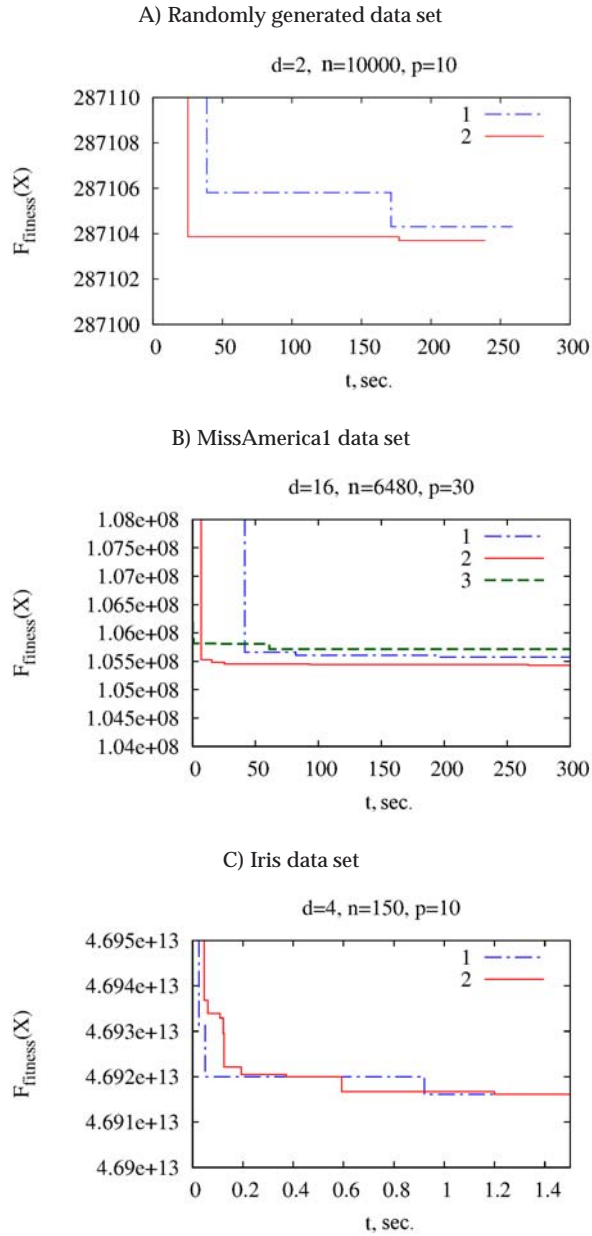 A) Randomly generated data set
d=2, n=10000, p=10
287110
287108
287106
287104
287102
287100
F_fitness(X)
1
2
0 50 100 150 200 250 300
t, sec.
B) MissAmerica1 data set
d=16, n=6480, p=30
1.08e+08
1.075e+08
1.07e+08
1.065e+08
1.06e+08
1.055e+08
1.05e+08
1.045e+08
1.04e+08
F_fitness(X)
1
2
3
0 50 100 150 200 250 300
t, sec.
C) Iris data set
d=4, n=150, p=10
4.695e+13
4.694e+13
4.693e+13
4.692e+13
4.691e+13
4.69e+13
F_fitness(X)
1
2
0 0.2 0.4 0.6 0.8 1 1.2 1.4
t, sec.